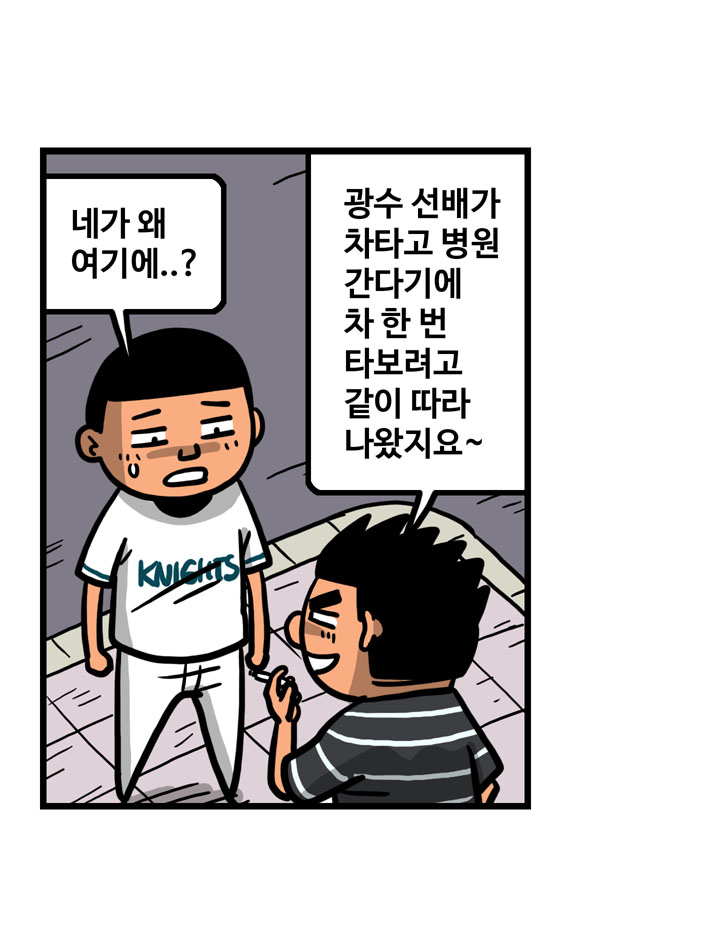 네가 왜
여기에..?
광수 선배가
차타고 병원
간다기에
차 한 번
타보려고
같이 따라
나왔지요~
KNIGHTS